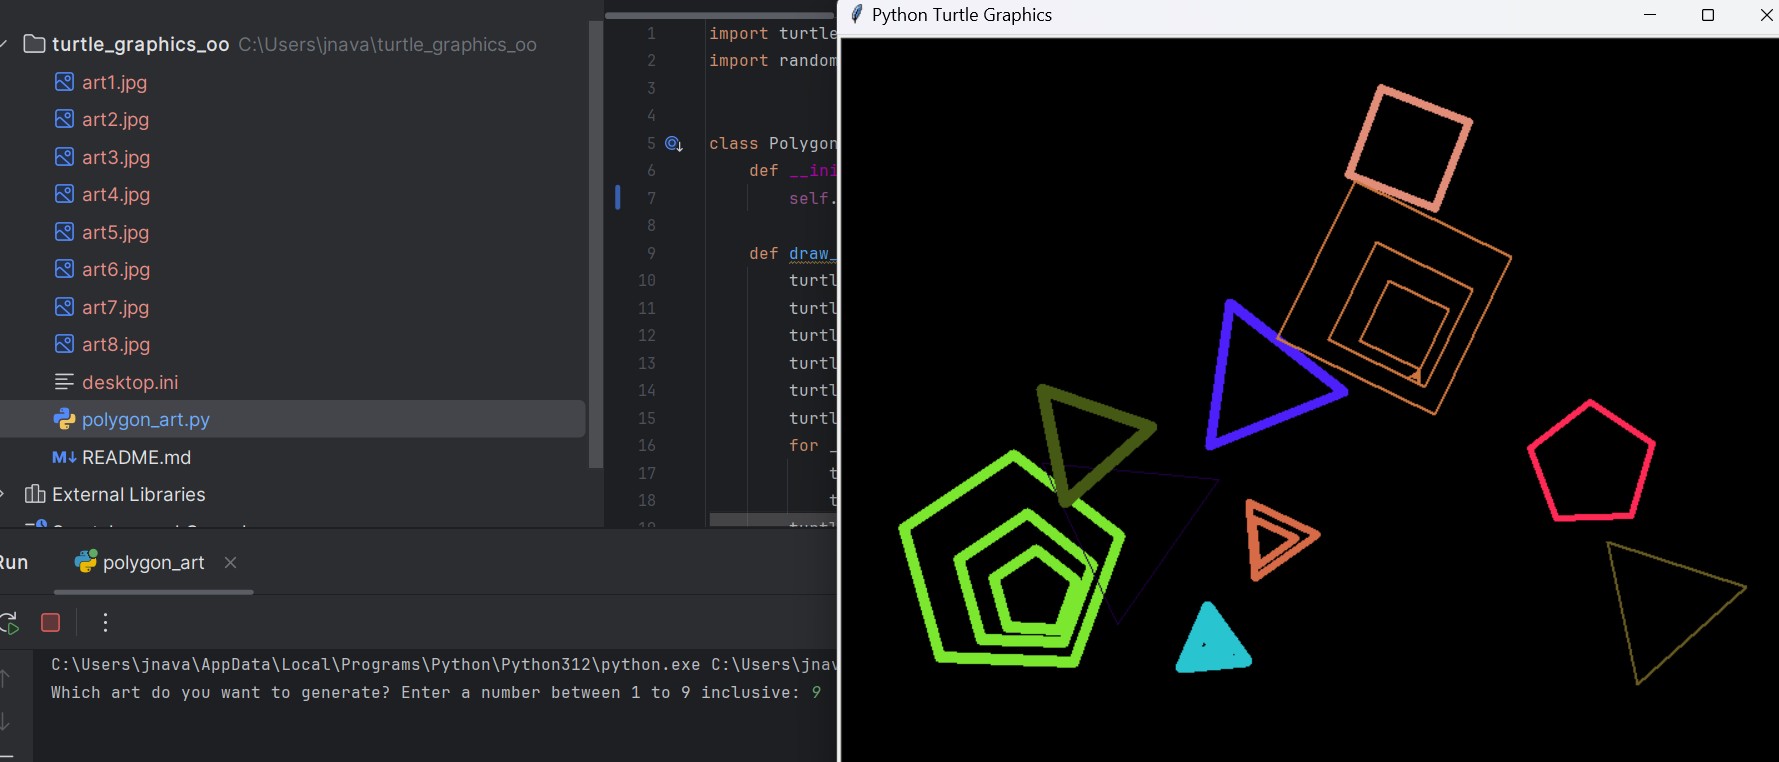 turtle_graphics_oo C:\Users\jnava\turtle_graphics_oo
art1.jpg
art2.jpg
art3.jpg
art4.jpg
art5.jpg
art6.jpg
art7.jpg
art8.jpg
desktop.ini
polygon_art.py
M↓ README.md
External Libraries
1 import turtle
2 import random
3
4
5 class Polygon
6 def __ini
7 self.
8
9 def draw_
10 turtl
11 turtl
12 turtl
13 turtl
14 turtl
15 turtl
16 for _
17 t
18 t
Python Turtle Graphics
Run polygon_art
C:\Users\jnava\AppData\Local\Programs\Python\Python312\python.exe C:\Users\jnav
Which art do you want to generate? Enter a number between 1 to 9 inclusive: 9